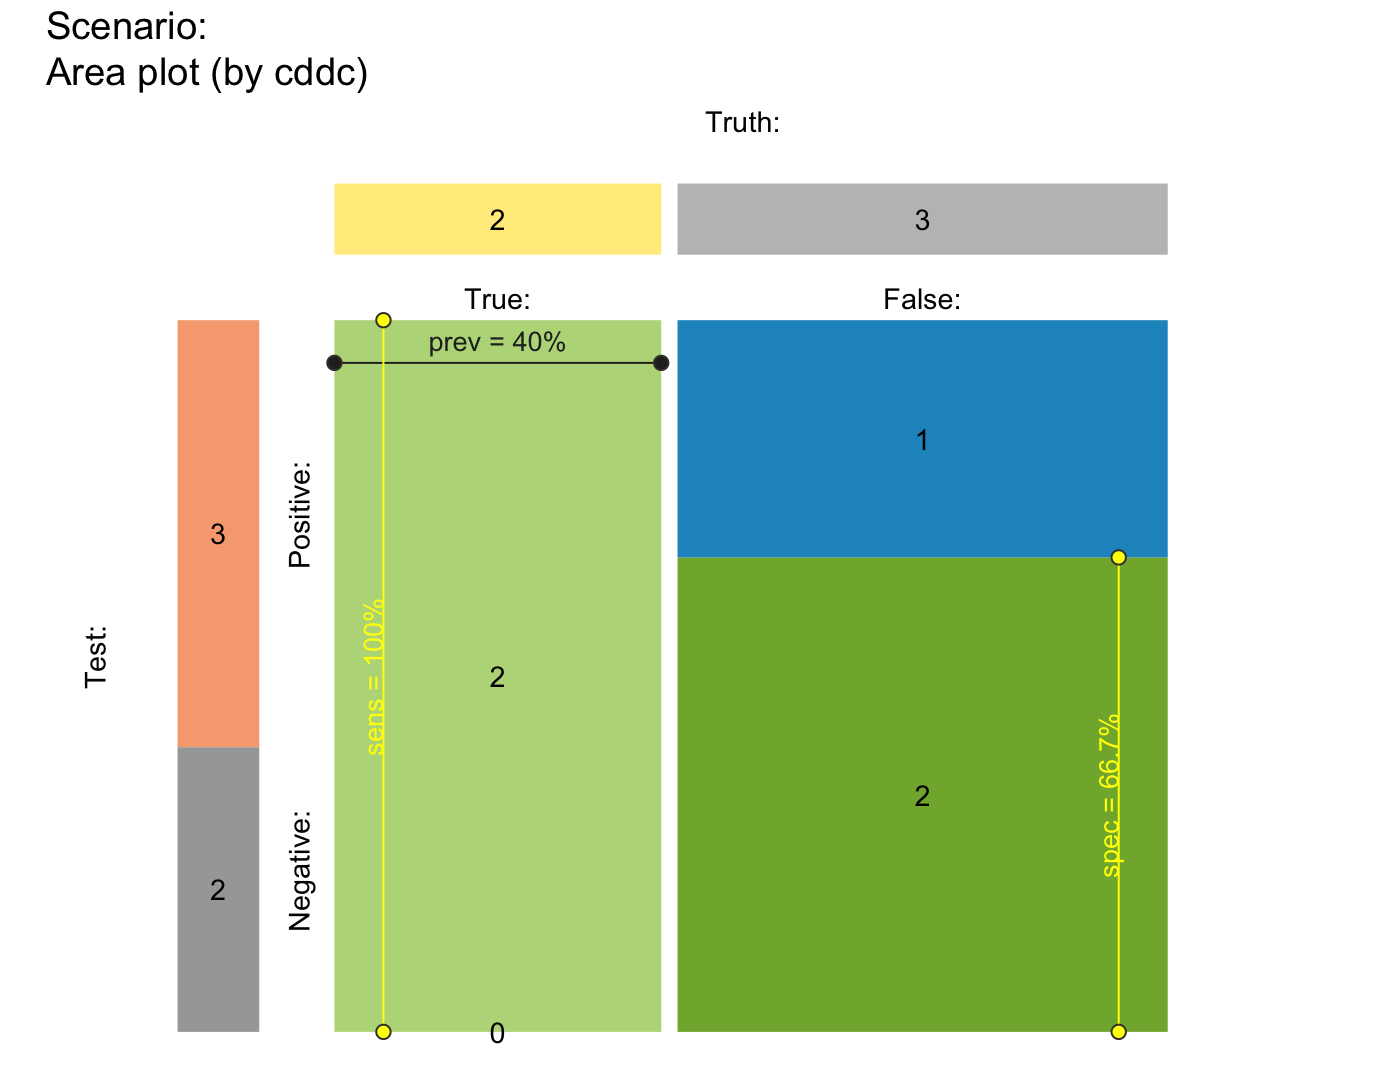 Scenario:
Area plot (by cddc)
Truth:
2
3
True:
False:
prev = 40%
1
Positive:
3
sens = 100%
Test:
2
spec = 66.7%
2
Negative:
2
0